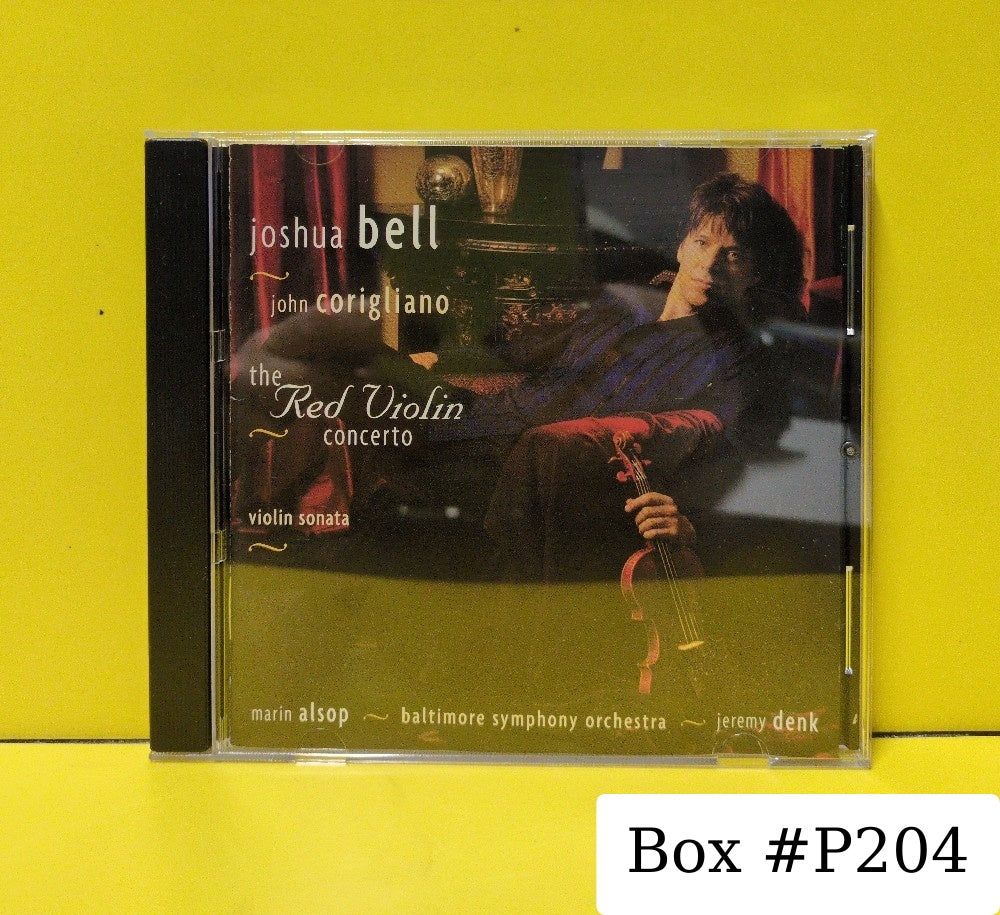 joshua bell
john corigliano
the
Red Violin
concerto
violin sonata
marin alsop ~ baltimore symphony orchestra ~ jeremy denk
Box #P204